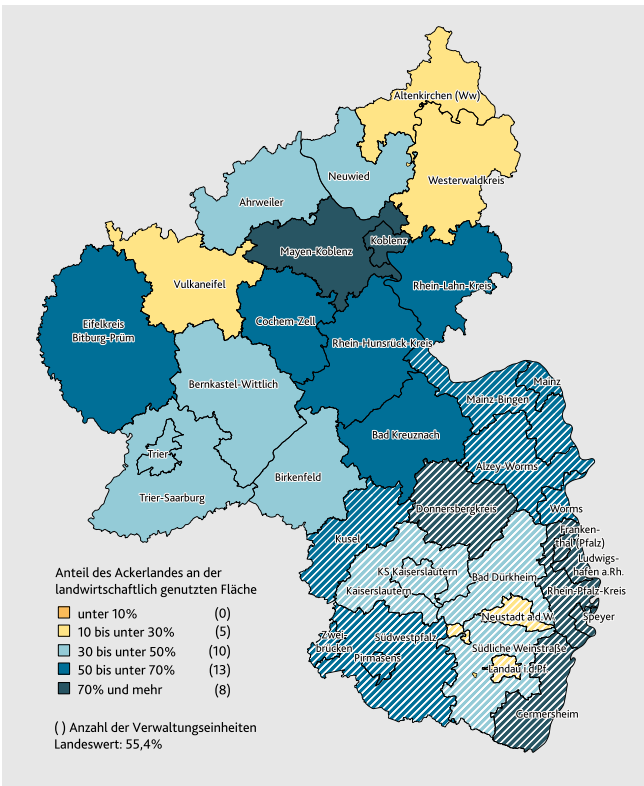 Altenkirchen (Ww)
Neuwied
Westerwaldkreis
Ahrweiler
Koblenz
Mayen-Koblenz
Vulkaneifel
Rhein-Lahn-Kreis
Cochem-Zell
Eifelkreis
Bitburg-Prüm
Rhein-Hunsrück-Kreis
Bernkastel-Wittlich
Mainz
Mainz-Bingen
Bad Kreuznach
Trier
Alzey-Worms
Birkenfeld
Trier-Saarburg
Donnersbergkreis
Worms
Kusel
Franken-
thal (Pfalz)
Ludwigs-
hafen a.Rh.
KS Kaiserslautern
Bad Dürkheim
Kaiserslautern
Rhein-Pfalz-Kreis
Neustadt a.d.W.
Speyer
Zwei-
brücken
Südwestpfalz
Pirmasens
Südliche Weinstraße
Landau i.d.Pf.
Germersheim
Anteil des Ackerlandes an der
landwirtschaftlich genutzten Fläche
unter 10% (0)
10 bis unter 30% (5)
30 bis unter 50% (10)
50 bis unter 70% (13)
70% und mehr (8)
( ) Anzahl der Verwaltungseinheiten
Landeswert: 55,4%